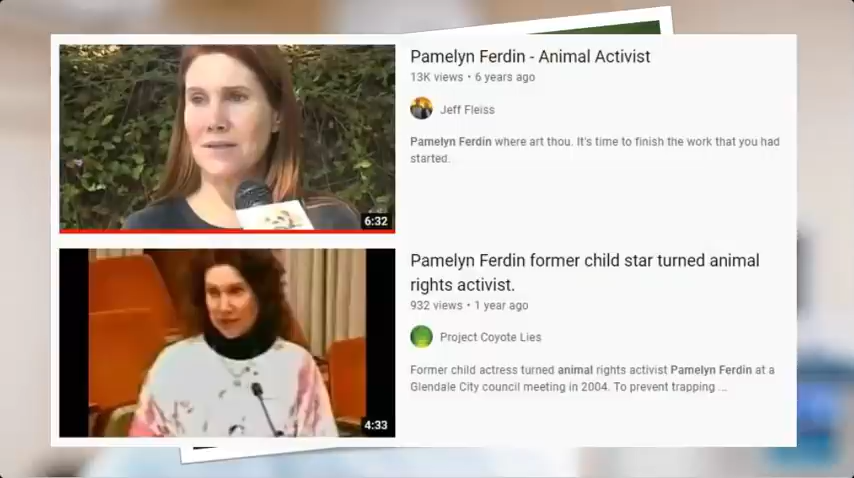 Pamelyn Ferdin - Animal Activist
13K views • 6 years ago
Jeff Fleiss
Pamelyn Ferdin where art thou. It's time to finish the work that you had
started.
6:32
Pamelyn Ferdin former child star turned animal
rights activist.
932 views • 1 year ago
Project Coyote Lies
Former child actress turned animal rights activist Pamelyn Ferdin at a
Glendale City council meeting in 2004. To prevent trapping ...
4:33